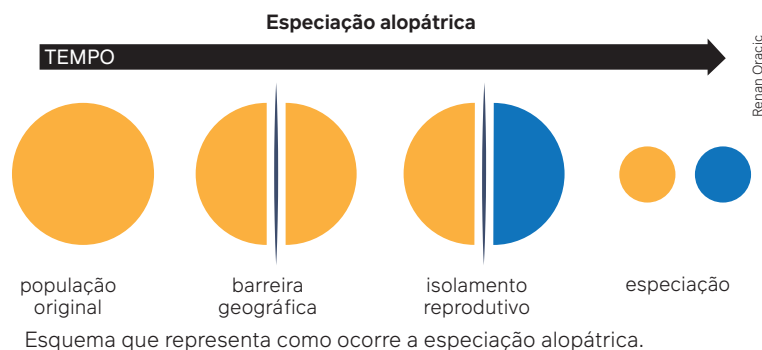 Especiação alopátrica
TEMPO
Renan Oracic
população
original
barreira
geográfica
isolamento
reprodutivo
especiação
Esquema que representa como ocorre a especiação alopátrica.